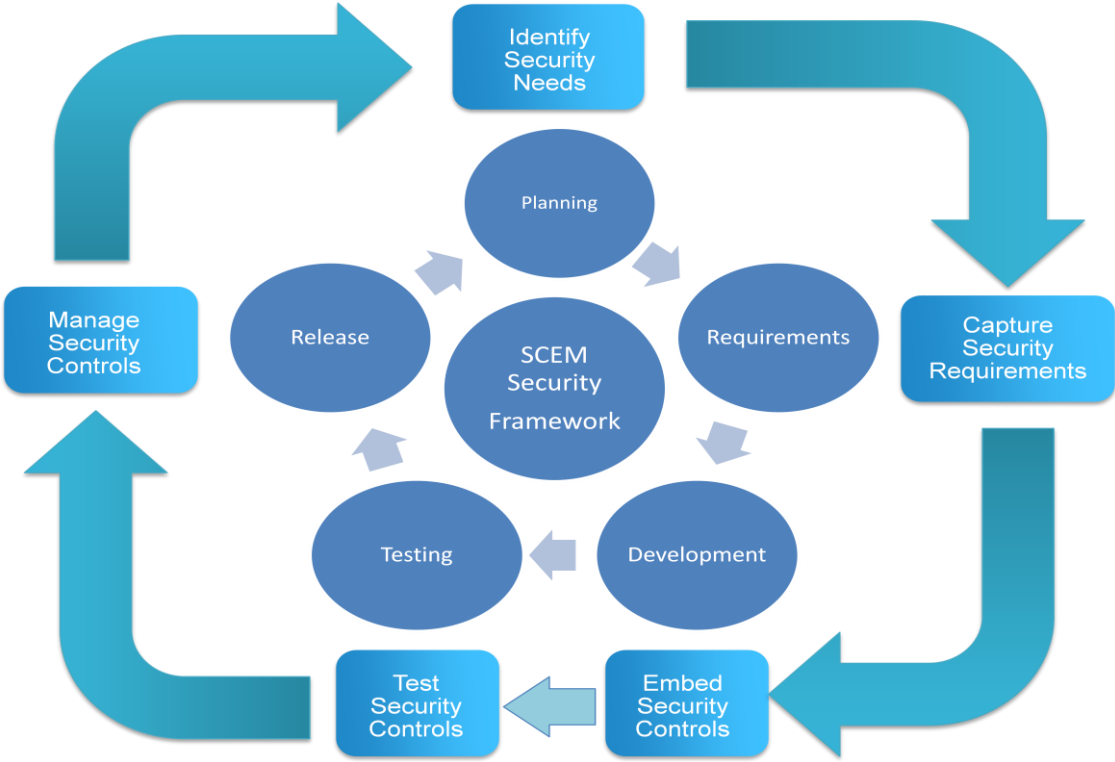 Identify
Security
Needs
Planning
Release
Requirements
SCEM
Security
Framework
Manage
Security
Controls
Capture
Security
Requirements
Testing
Development
Test
Security
Controls
Embed
Security
Controls